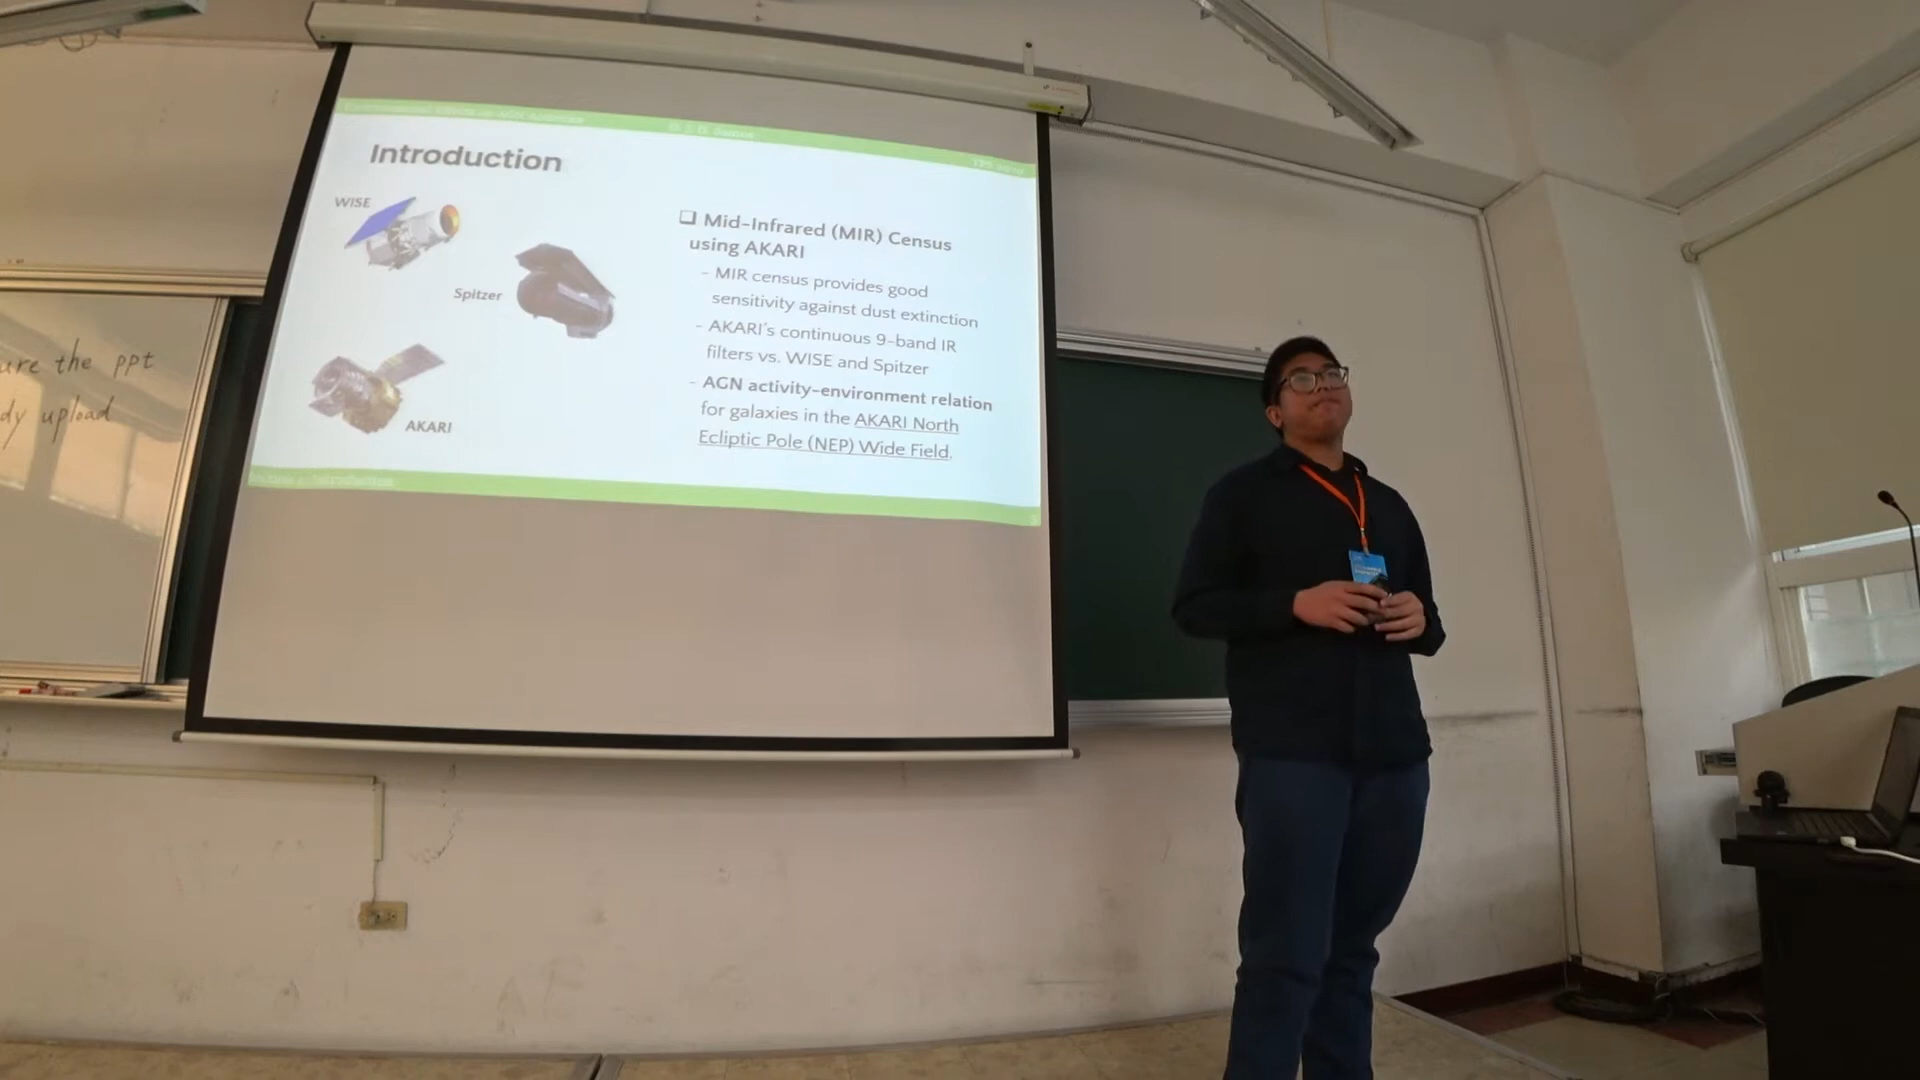 Introduction
WISE
Spitzer
AKARI
❑ Mid-Infrared (MIR) Census
using AKARI
- MIR census provides good
sensitivity against dust extinction
- AKARI's continuous 9-band IR
filters vs. WISE and Spitzer
- AGN activity-environment relation
for galaxies in the AKARI North
Ecliptic Pole (NEP) Wide Field.
the ppt
upload